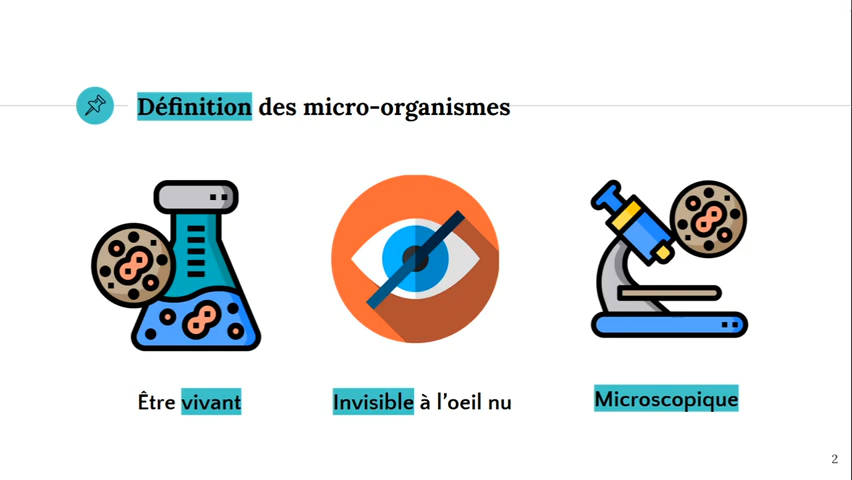 Définition des micro-organismes
Être vivant
Invisible à l'oeil nu
Microscopique
2